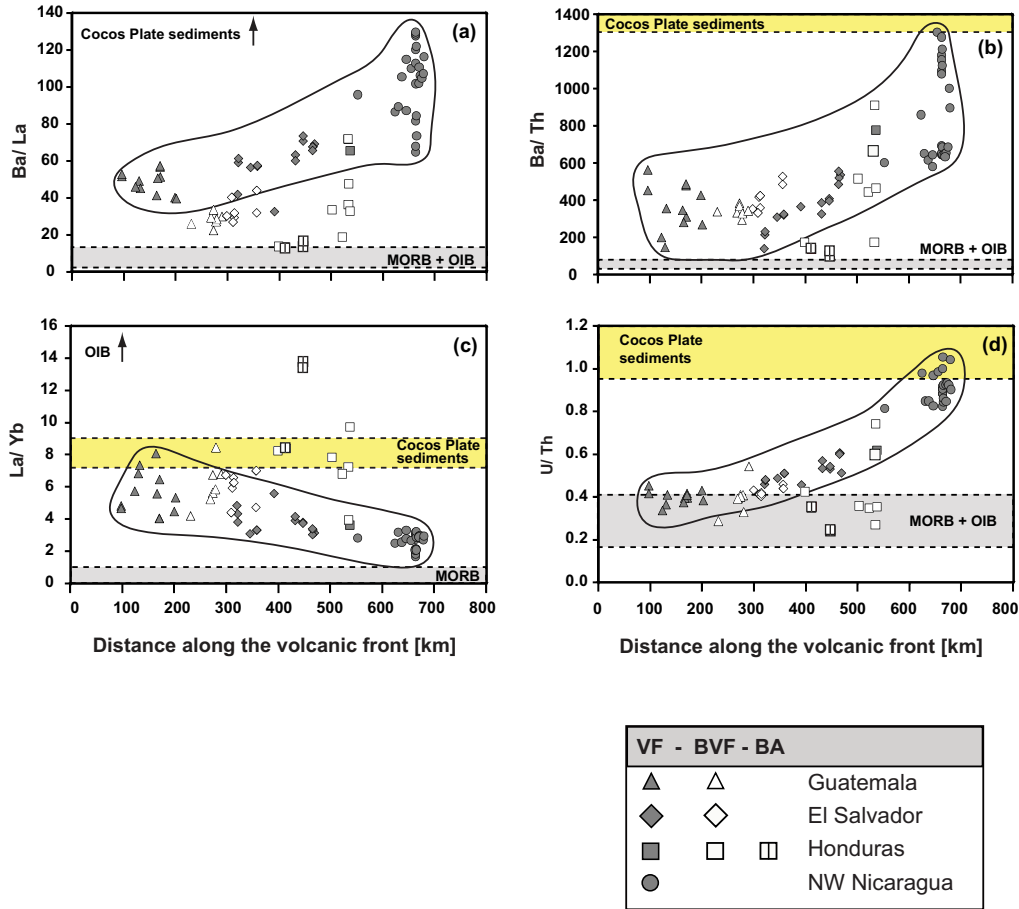 Cocos Plate sediments
(a)
MORB + OIB
Ba/ La
140
120
100
80
60
40
20
0
Cocos Plate sediments
(b)
MORB + OIB
Ba/ Th
1400
1300
1200
1000
800
600
400
200
100
0
OIB
(c)
Cocos Plate
sediments
MORB
La/ Yb
16
14
12
10
8
6
4
2
0
0 100 200 300 400 500 600 700 800
Distance along the volcanic front [km]
Cocos Plate
sediments
(d)
MORB + OIB
U/ Th
1.2
1.0
0.8
0.6
0.4
0.2
0.0
0 100 200 300 400 500 600 700 800
Distance along the volcanic front [km]
VF - BVF - BA
Guatemala
El Salvador
Honduras
NW Nicaragua